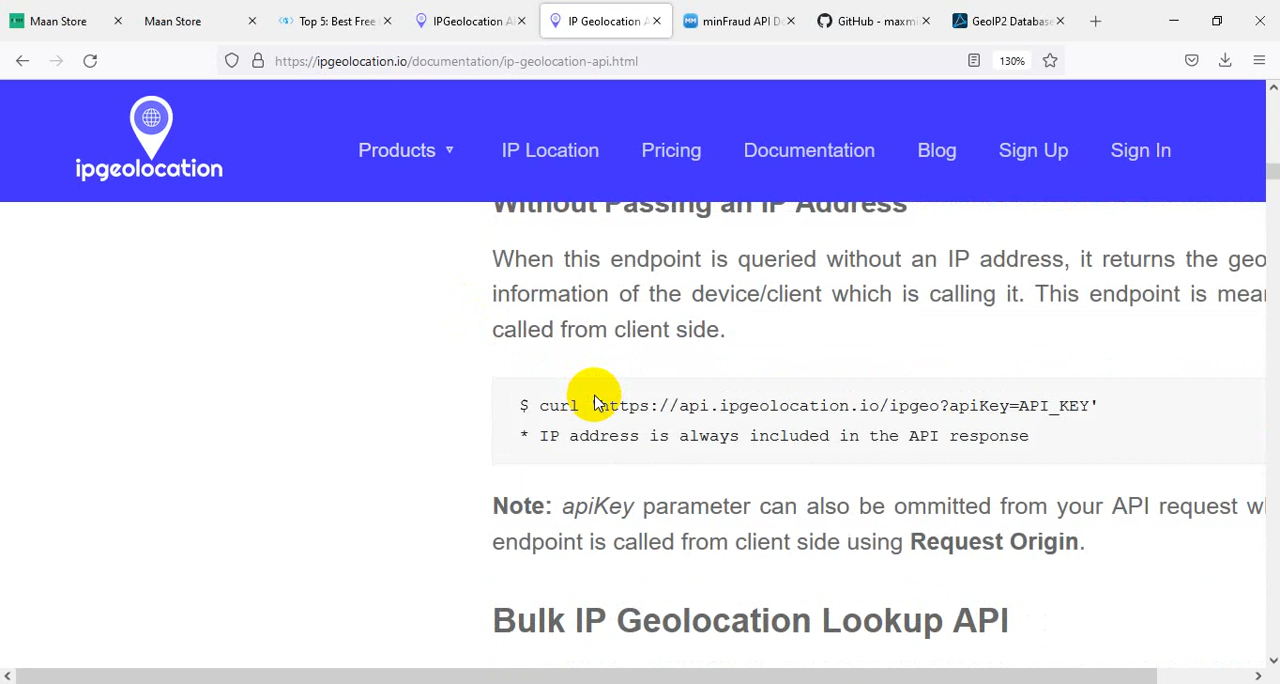 Maan Store
Maan Store
Top 5: Best Free
IPGeolocation A
IP Geolocation A
minFraud API D
GitHub - maxmi
GeoIP2 Database
https://ipgeolocation.io/documentation/ip-geolocation-api.html
130%
ipgeolocation
Products
IP Location
Pricing
Documentation
Blog
Sign Up
Sign In
Without Passing an IP Address
When this endpoint is queried without an IP address, it returns the geo
information of the device/client which is calling it. This endpoint is mea
called from client side.
$ curl 'https://api.ipgeolocation.io/ipgeo?apiKey=API_KEY'
* IP address is always included in the API response
Note: apiKey parameter can also be ommitted from your API request w
endpoint is called from client side using Request Origin.
Bulk IP Geolocation Lookup API